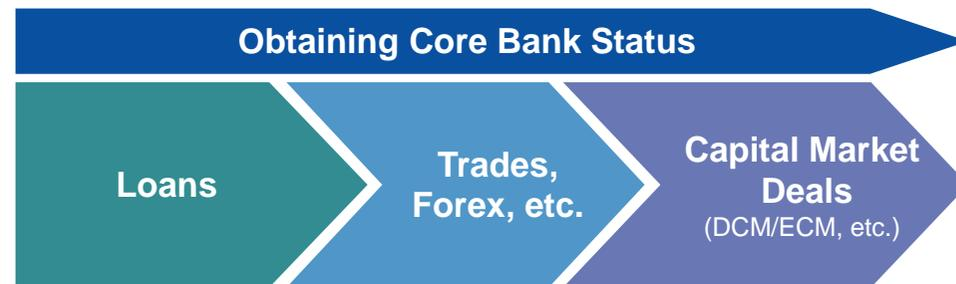 Obtaining Core Bank Status
Loans
Trades,
Forex, etc.
Capital Market
Deals
(DCM/ECM, etc.)